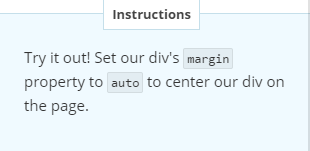 Instructions
Try it out! Set our div's margin
property to auto to center our div on
the page.